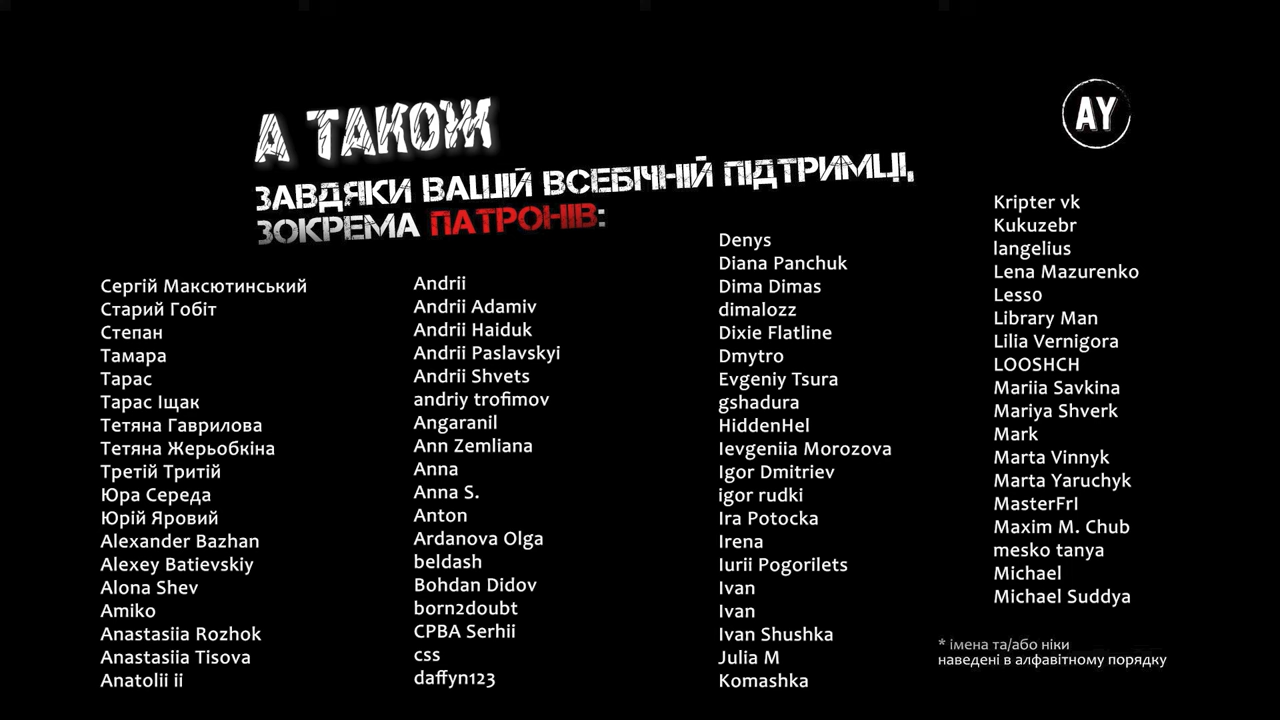 А ТАКОЖ
ЗАВДЯКИ ВАШІЙ ВСЕБІЧНІЙ ПІДТРИМЦІ,
ЗОКРЕМА ПАТРОНІВ:
AY
Сергій Максютинський
Старий Гобіт
Степан
Тамара
Тарас
Тарас Іщак
Тетяна Гаврилова
Тетяна Жерьобкіна
Третій Тритій
Юра Середа
Юрій Яровий
Alexander Bazhan
Alexey Batievskiy
Alona Shev
Amiko
Anastasiia Rozhok
Anastasiia Tisova
Anatolii ii
Andrii
Andrii Adamiv
Andrii Haiduk
Andrii Paslavskyi
Andrii Shvets
andriy trofimov
Angaranil
Ann Zemliana
Anna
Anna S.
Anton
Ardanova Olga
beldash
Bohdan Didov
born2doubt
CPBA Serhii
css
daffyn123
Denys
Diana Panchuk
Dima Dimas
dimalozz
Dixie Flatline
Dmytro
Evgeniy Tsura
gshadura
HiddenHel
Ievgeniia Morozova
Igor Dmitriev
igor rudki
Ira Potocka
Irena
Iurii Pogorilets
Ivan
Ivan
Ivan Shushka
Julia M
Komashka
Kripter vk
Kukuzebr
langelius
Lena Mazurenko
Less0
Library Man
Lilia Vernigora
LOOSHCH
Mariia Savkina
Mariya Shverk
Mark
Marta Vinnyk
Marta Yaruchyk
MasterFrI
Maxim M. Chub
mesko tanya
Michael
Michael Suddya
* імена та/або ніки
наведені в алфавітному порядку